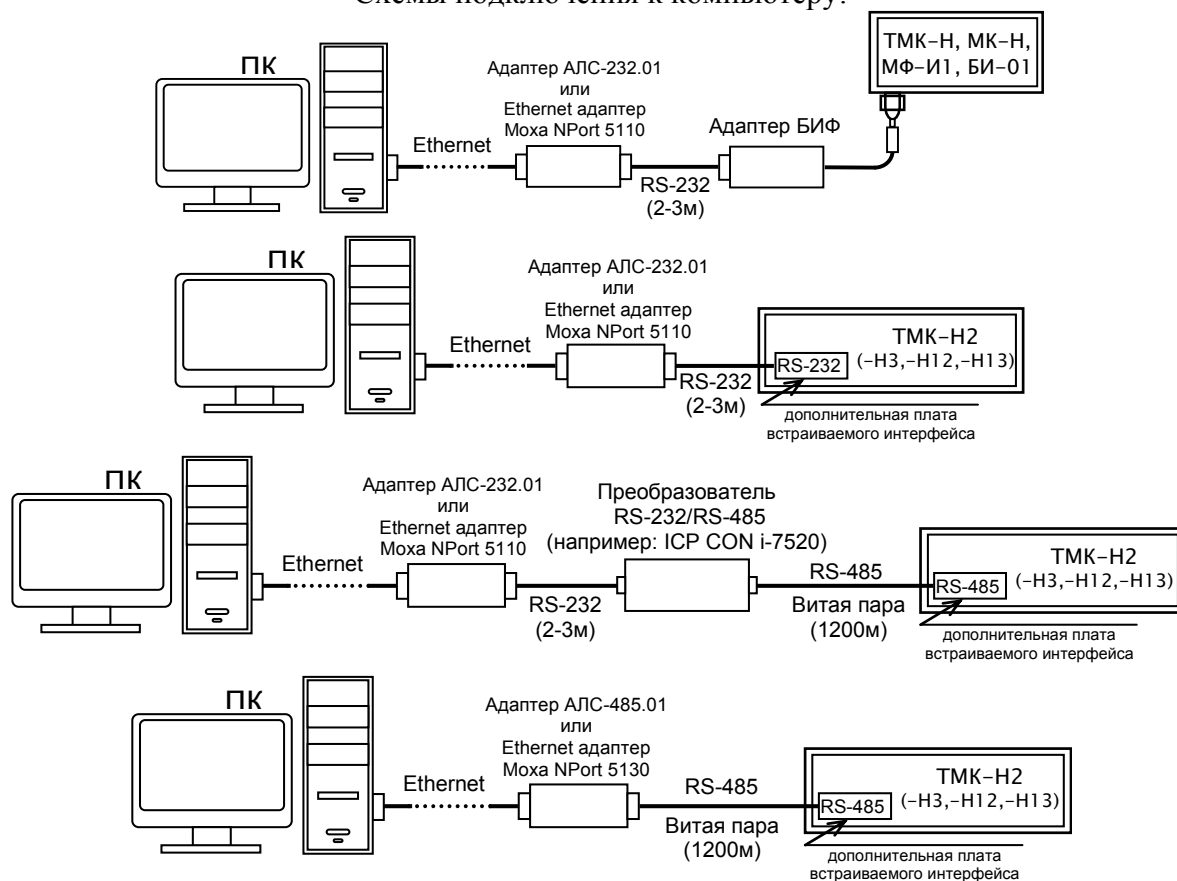 Схемы подключения к компьютеру:
ПК
Адаптер АЛС-232.01
или
Ethernet адаптер
Moxa NPort 5110
Ethernet
RS-232
(2-3м)
Адаптер БИФ
ТМК-Н, МК-Н,
МФ-И1, БИ-01
ПК
Адаптер АЛС-232.01
или
Ethernet адаптер
Moxa NPort 5110
Ethernet
RS-232
(2-3м)
ТМК-Н2
(-Н3,-Н12,-Н13)
RS-232
дополнительная плата
встраиваемого интерфейса
ПК
Адаптер АЛС-232.01
или
Ethernet адаптер
Moxa NPort 5110
Ethernet
RS-232
(2-3м)
Преобразователь
RS-232/RS-485
(например: ICP CON i-7520)
RS-485
Витая пара
(1200м)
ТМК-Н2
(-Н3,-Н12,-Н13)
RS-485
дополнительная плата
встраиваемого интерфейса
ПК
Адаптер АЛС-485.01
или
Ethernet адаптер
Moxa NPort 5130
Ethernet
RS-485
Витая пара
(1200м)
ТМК-Н2
(-Н3,-Н12,-Н13)
RS-485
дополнительная плата
встраиваемого интерфейса